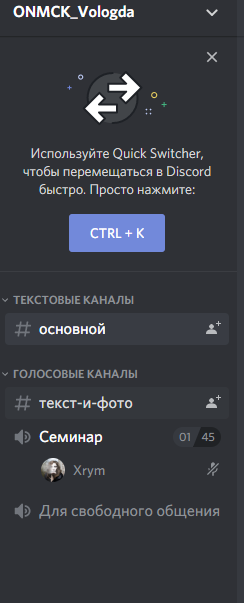 ONMCK_Vologda
Используйте Quick Switcher,
чтобы перемещаться в Discord
быстро. Просто нажмите:
CTRL + K
ТЕКСТОВЫЕ КАНАЛЫ
# основной
ГОЛОСОВЫЕ КАНАЛЫ
# текст-и-фото
Семинар 01 45
Xrym
Для свободного общения